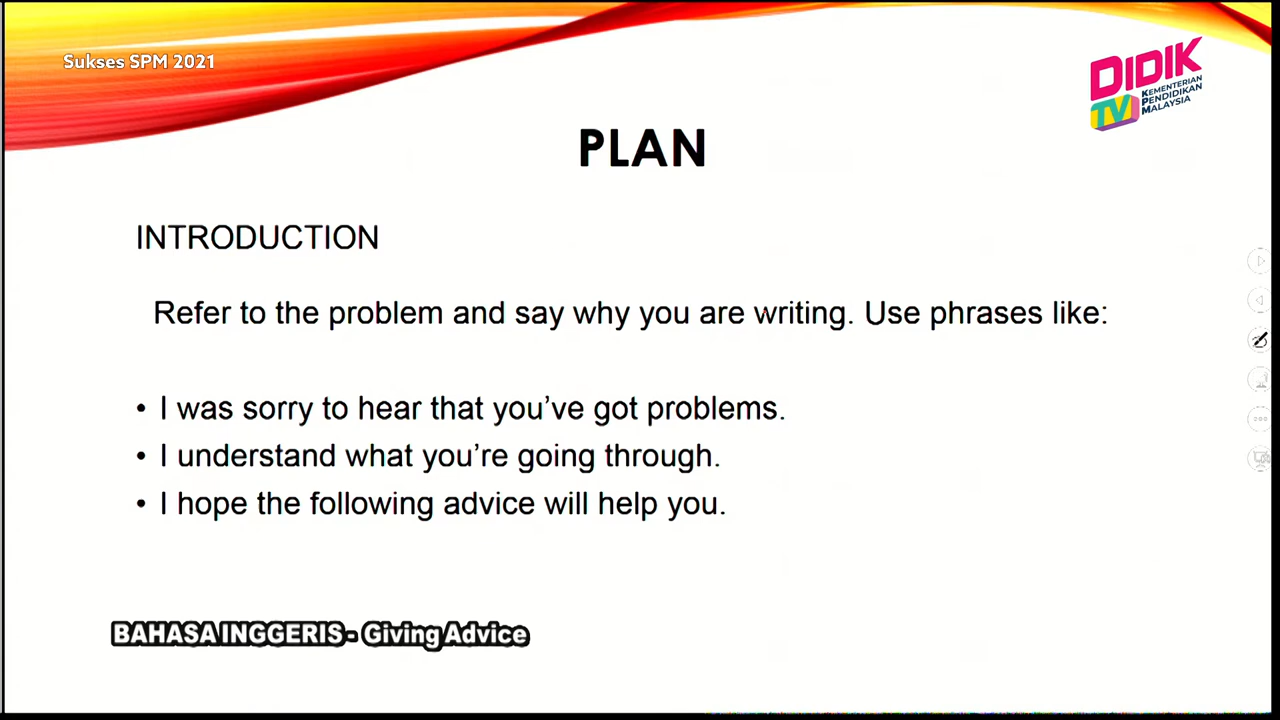 Sukses SPM 2021
DIDIK
TV
KEMENTERIAN
PENDIDIKAN
MALAYSIA
PLAN
INTRODUCTION
Refer to the problem and say why you are writing. Use phrases like:
• I was sorry to hear that you’ve got problems.
• I understand what you’re going through.
• I hope the following advice will help you.
BAHASA INGGERIS - Giving Advice